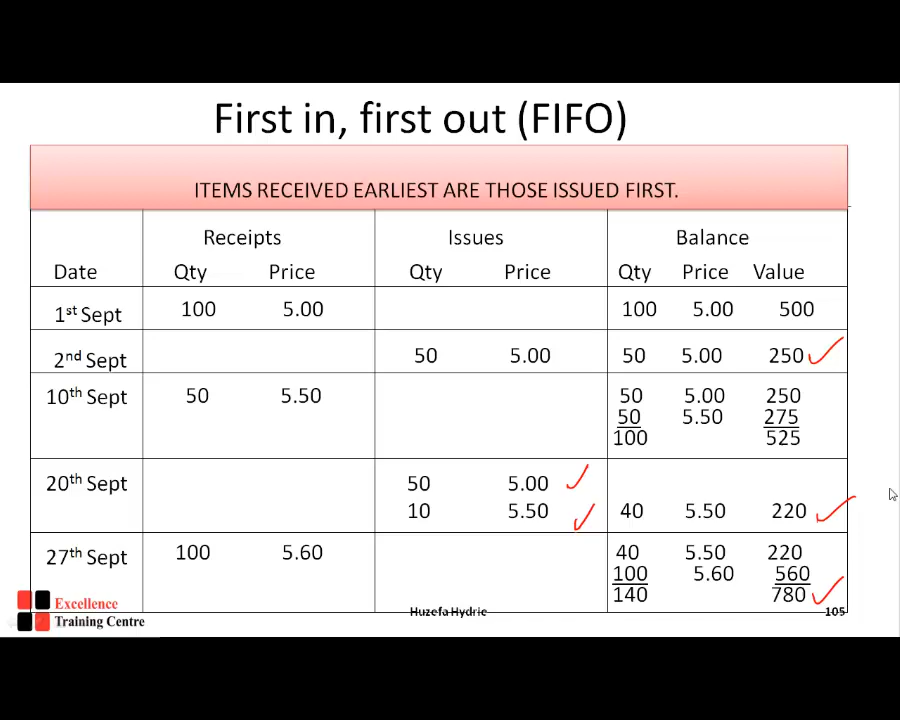 First in, first out (FIFO)
ITEMS RECEIVED EARLIEST ARE THOSE ISSUED FIRST.
Receipts Issues Balance
Date Qty Price Qty Price Qty Price Value
1st Sept 100 5.00 100 5.00 500
2nd Sept 50 5.00 50 5.00 250
10th Sept 50 5.50 50 5.00 250
50 5.50 275
100 525
20th Sept 50 5.00
10 5.50 40 5.50 220
27th Sept 100 5.60 40 5.50 220
100 5.60 560
140 780
Excellence
Training Centre
Huzefa Hydrie
105